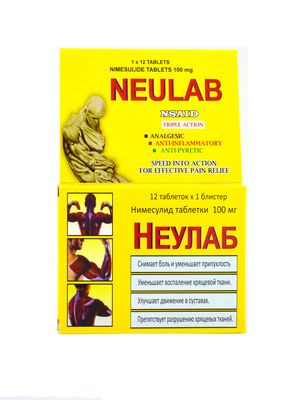 1 x 12 TABLETS
NIMESULIDE TABLETS 100 mg
NEULAB
NSAID
TRIPLE ACTION
ANALGESIC
ANTI-INFLAMMATORY
ANTI-PYRETIC
SPEED INTO ACTION
FOR EFFECTIVE PAIN RELIEF
12 таблеток х 1 блистер
Нимесулид таблетки 100 мг
НЕУЛАБ
Снимает боль и уменьшает припухлость
Уменьшает воспаление хрящевой ткани.
Улучшает движение в суставах.
Препятствует разрушению хрящевых тканей.